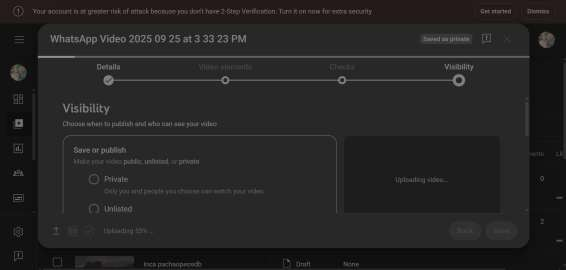 Your account is at greater risk of attack because you don't have 2-Step Verification. Turn it on now for extra security
Get started
Dismiss
WhatsApp Video 2025 09 25 at 3 33 23 PM
Saved as private
Details
Video elements
Checks
Visibility
Visibility
Choose when to publish and who can see your video
Save or publish
Make your video public, unlisted, or private
Private
Only you and people you choose can watch your video
Unlisted
Uploading video...
0
2
Back
Save
Draft
None